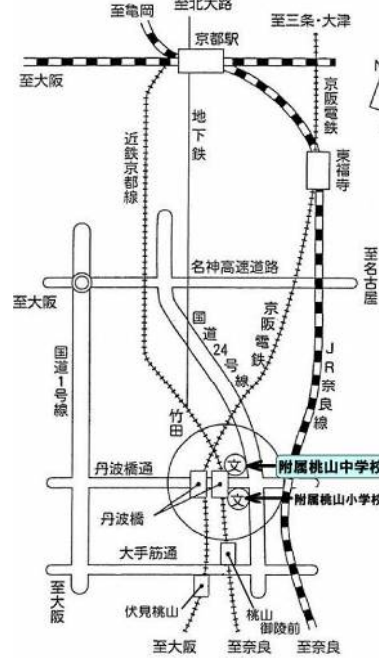 至亀岡
至北大路
至三条・大津
京都駅
至大阪
N
京阪電鉄
近鉄京都線
地下鉄
東福寺
名神高速道路
至名古屋
至大阪
国道1号線
国道24号線
京阪電鉄
JR奈良線
竹田
附属桃山中学校
丹波橋通
附属桃山小学校
丹波橋
大手筋通
至大阪
伏見桃山
桃山
御陵前
至大阪
至奈良
至奈良
文
文